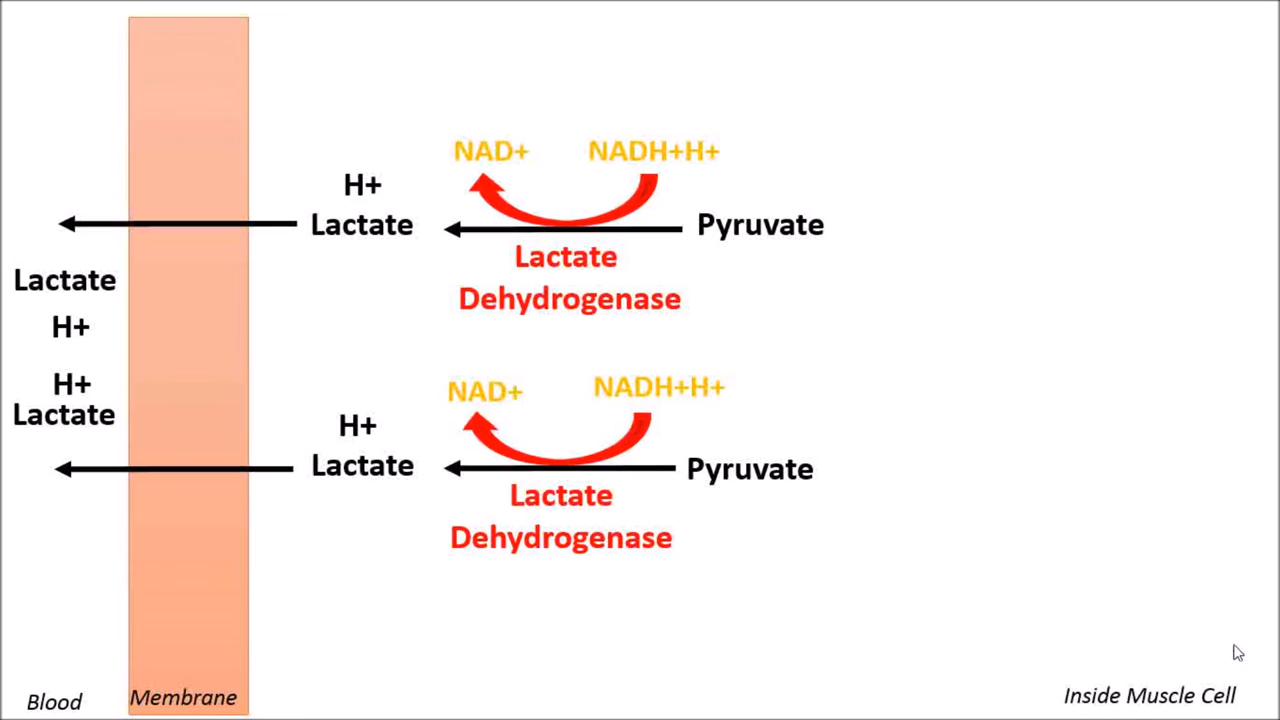 NAD+ NADH+H+
H+
Lactate Pyruvate
Lactate
Dehydrogenase
Lactate
H+
H+
Lactate
NAD+ NADH+H+
H+
Lactate Pyruvate
Lactate
Dehydrogenase
Blood Membrane Inside Muscle Cell